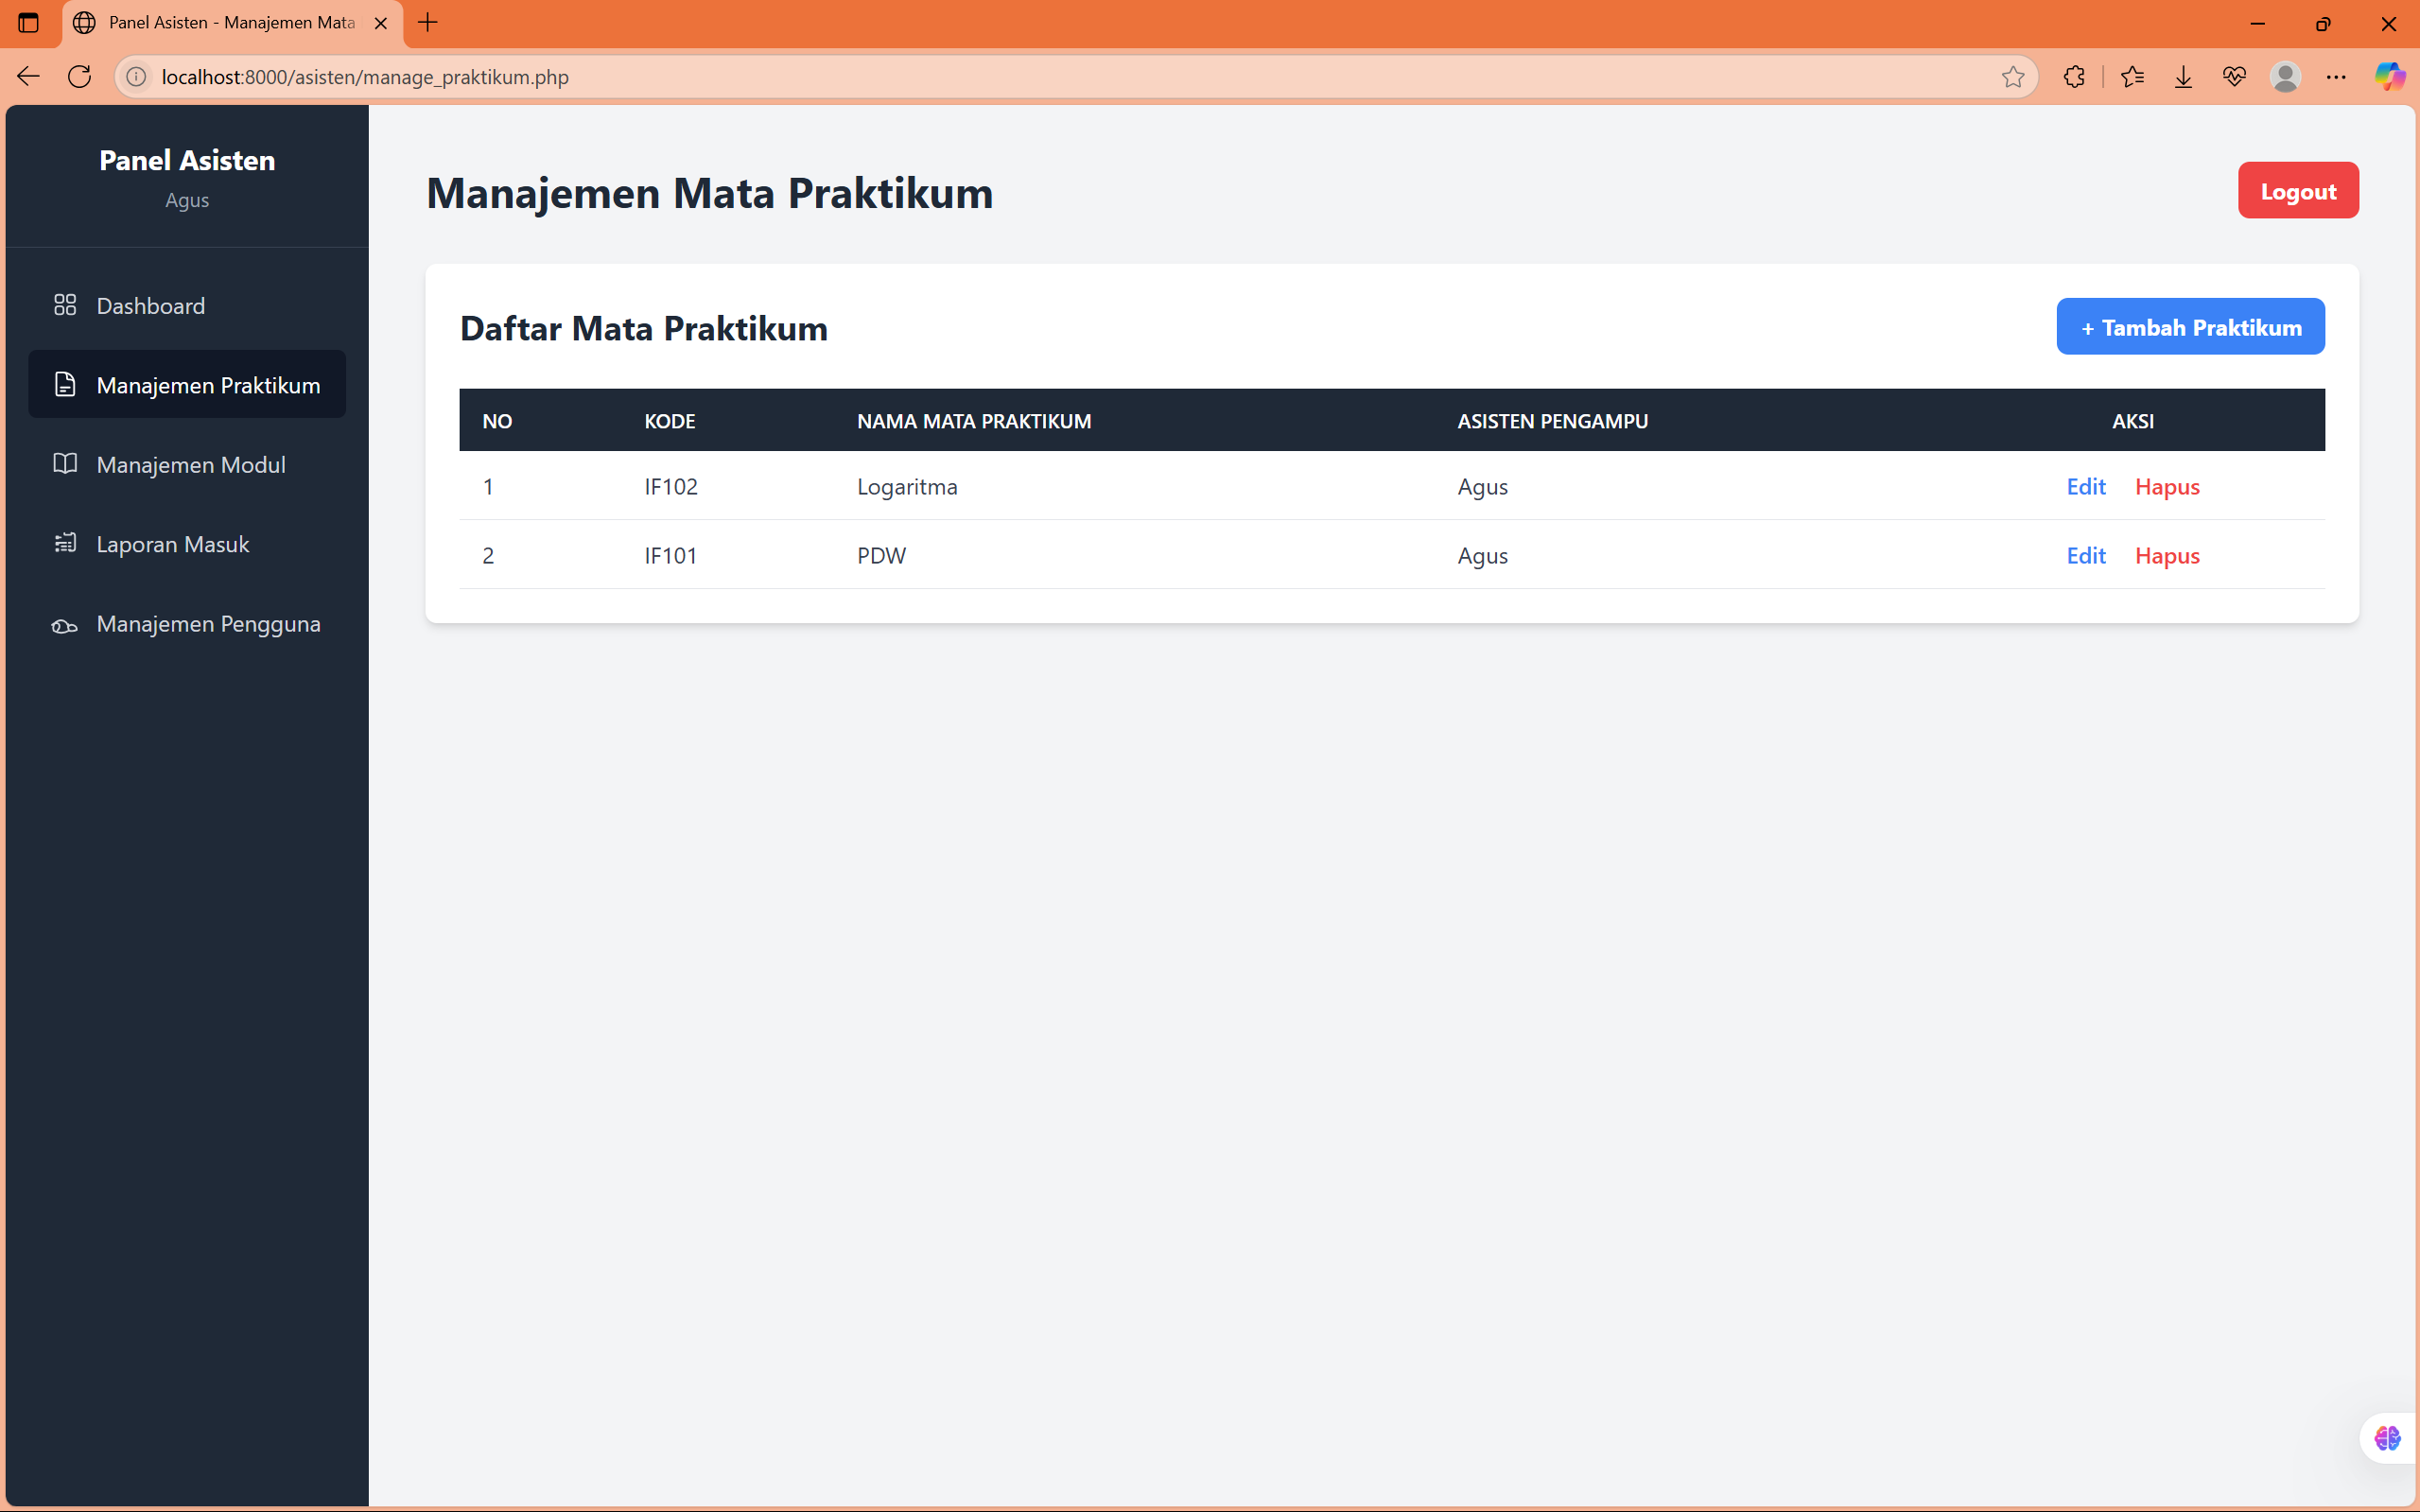 Panel Asisten - Manajemen Mata
localhost:8000/asisten/manage_praktikum.php
Panel Asisten
Agus
Dashboard
Manajemen Praktikum
Manajemen Modul
Laporan Masuk
Manajemen Pengguna
Manajemen Mata Praktikum
Logout
Daftar Mata Praktikum
+ Tambah Praktikum
NO KODE NAMA MATA PRAKTIKUM ASISTEN PENGAMPU AKSI
1 IF102 Logaritma Agus Edit Hapus
2 IF101 PDW Agus Edit Hapus